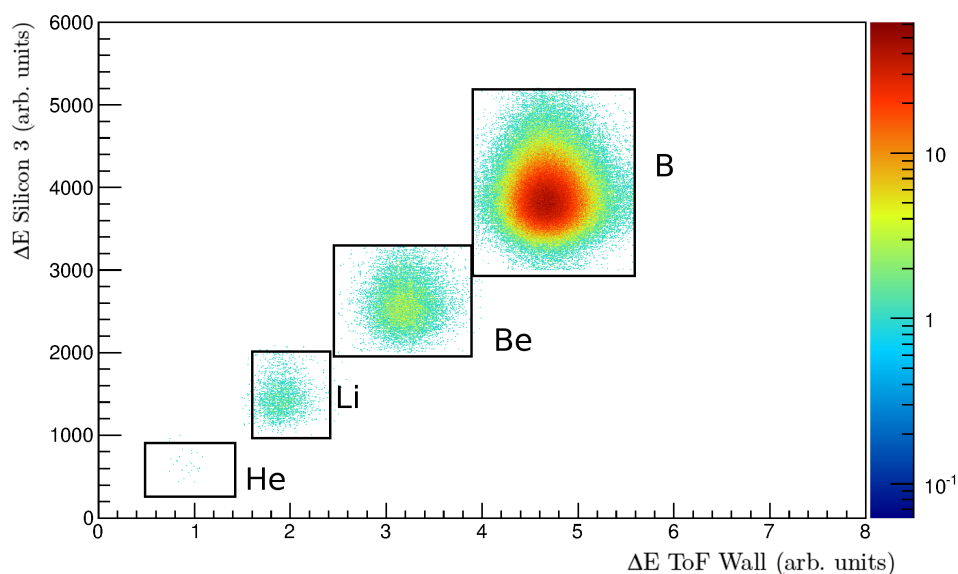 ΔE Silicon 3 (arb. units)
6000
5000
4000
3000
2000
1000
0
B
Be
Li
He
0 1 2 3 4 5 6 7 8
ΔE ToF Wall (arb. units)
10
1
10⁻¹